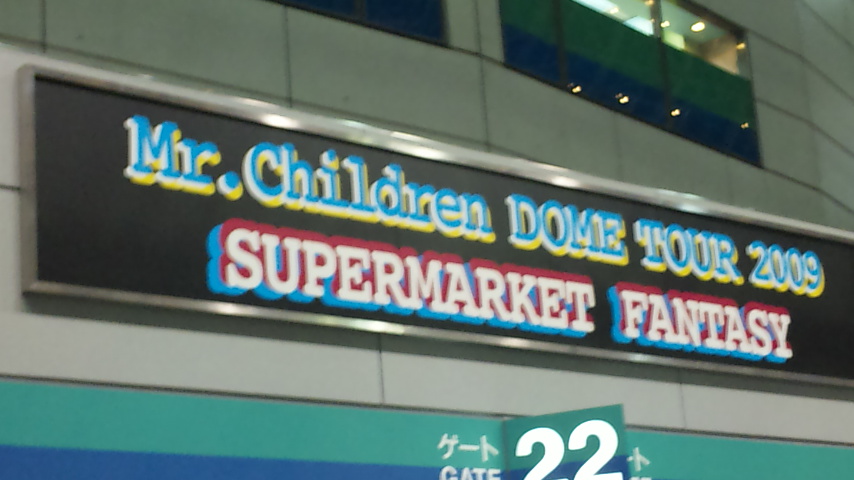 Mr.Children DOME TOUR 2009
SUPERMARKET FANTASY
ゲート
GATE
22